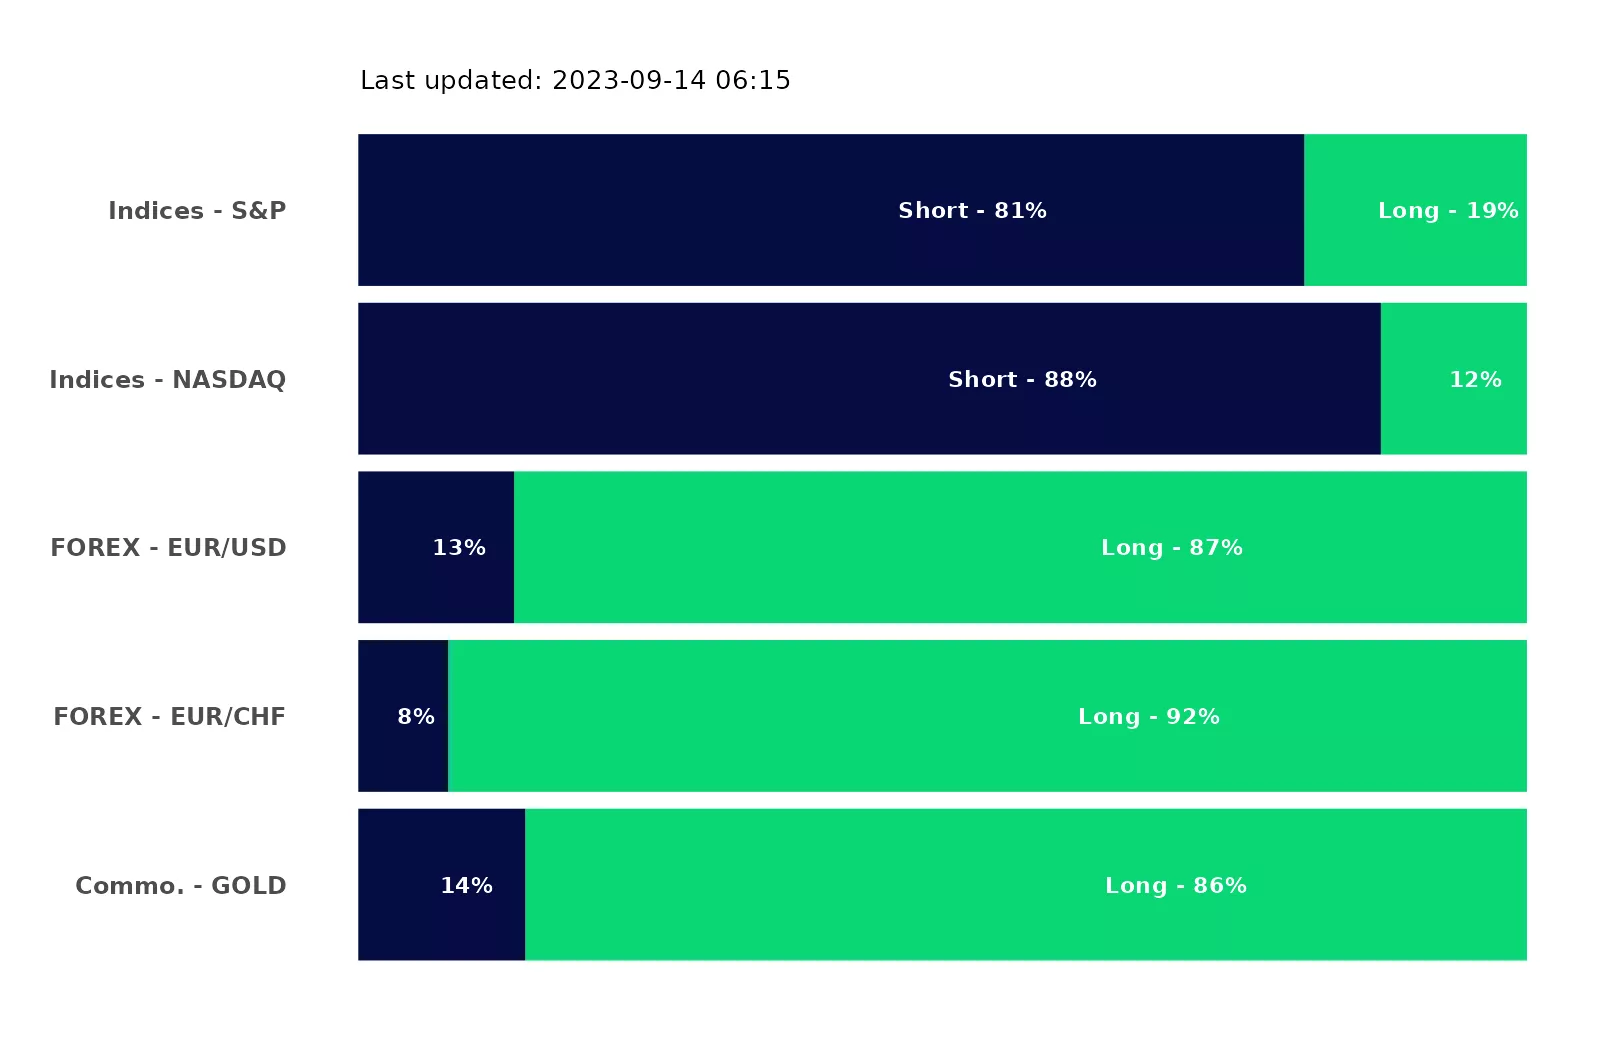 Last updated: 2023-09-14 06:15
Indices - S&P Short - 81% Long - 19%
Indices - NASDAQ Short - 88% 12%
FOREX - EUR/USD 13% Long - 87%
FOREX - EUR/CHF 8% Long - 92%
Commo. - GOLD 14% Long - 86%